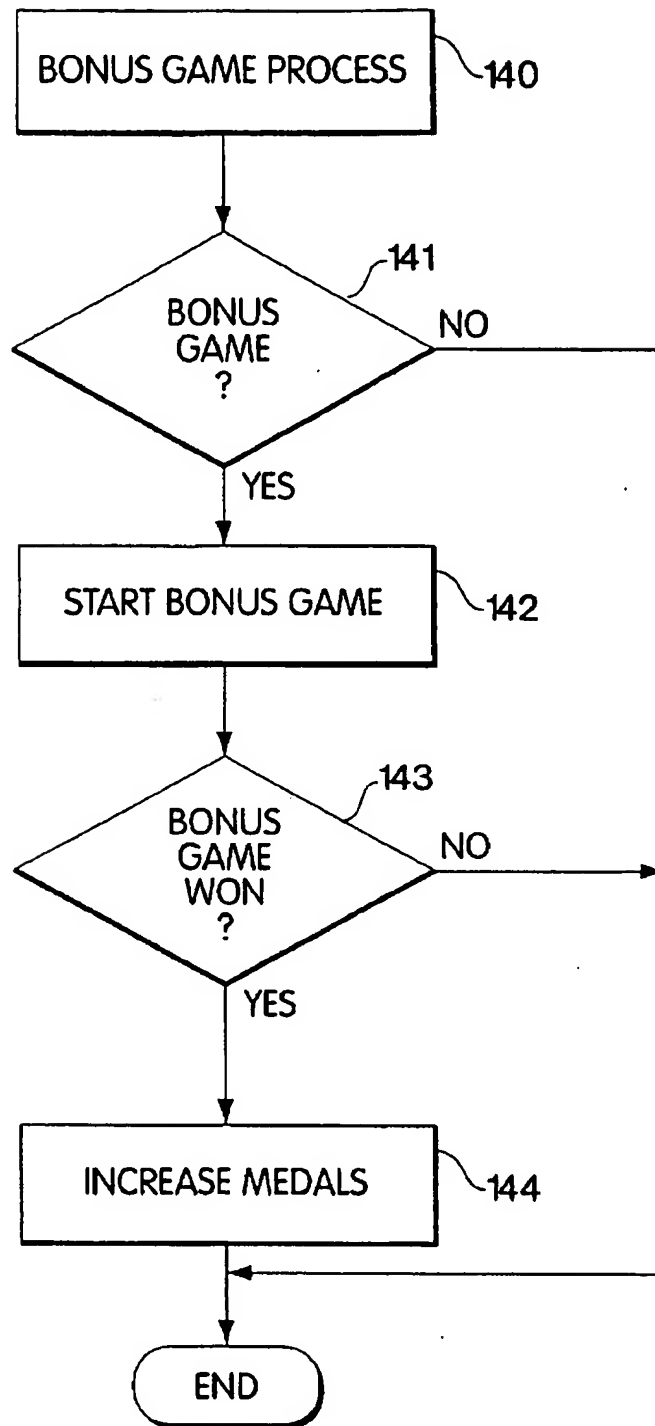 BONUS GAME PROCESS
140
141
BONUS
GAME
?
NO
YES
START BONUS GAME
142
143
BONUS
GAME
WON
?
NO
YES
INCREASE MEDALS
144
END